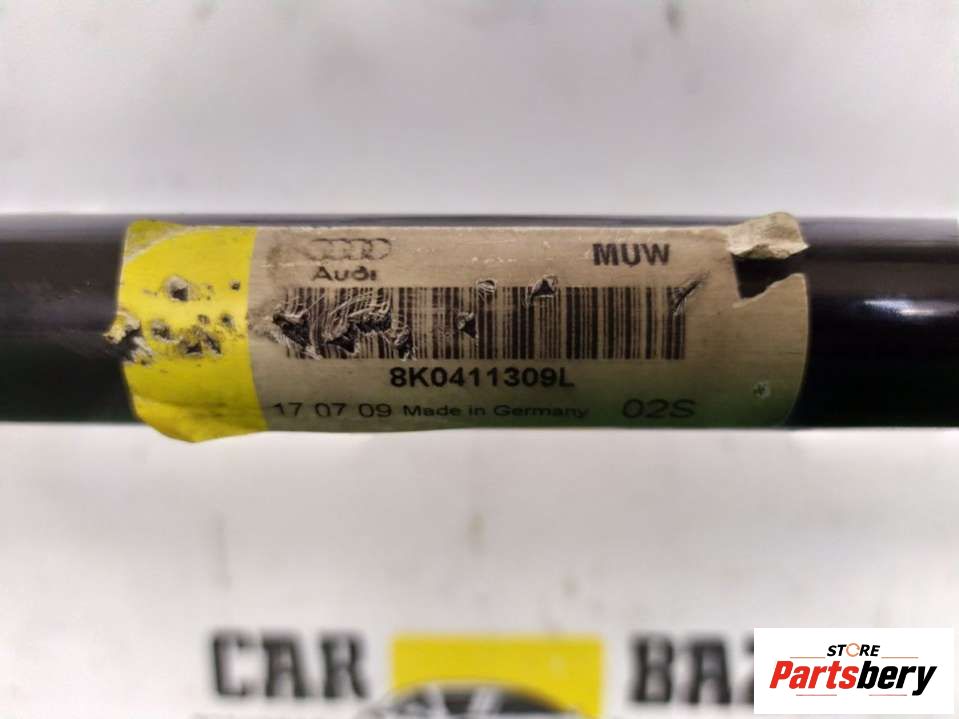 MUW
Audi
8K0411309L
17 07 09 Made in Germany 02S
CAR BAZ
STORE
Partsbery